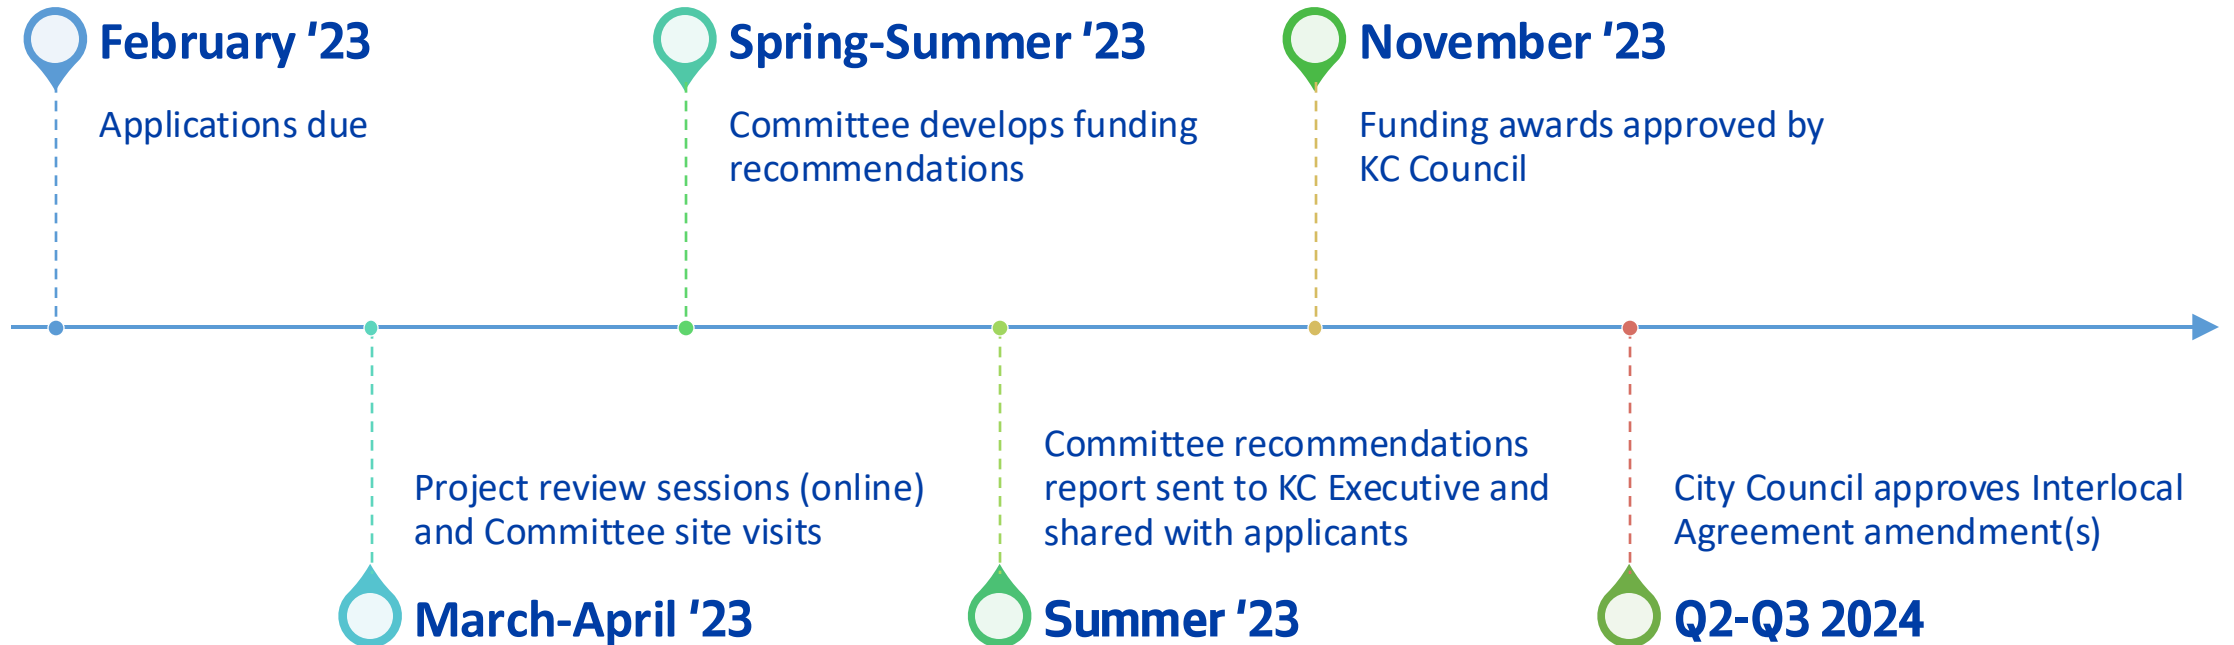 February '23
Applications due
March-April '23
Project review sessions (online)
and Committee site visits
Spring-Summer '23
Committee develops funding
recommendations
Summer '23
Committee recommendations
report sent to KC Executive and
shared with applicants
November '23
Funding awards approved by
KC Council
Q2-Q3 2024
City Council approves Interlocal
Agreement amendment(s)